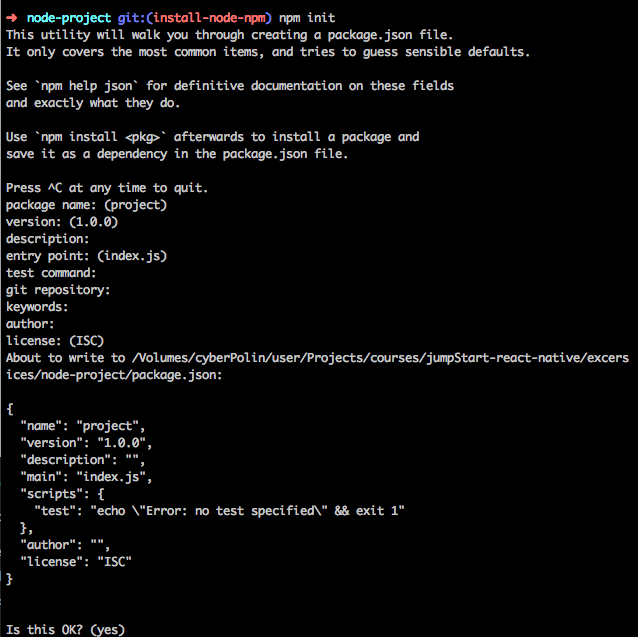 ➜ node-project git:(install-node-npm) npm init
This utility will walk you through creating a package.json file.
It only covers the most common items, and tries to guess sensible defaults.
See `npm help json` for definitive documentation on these fields
and exactly what they do.
Use `npm install <pkg>` afterwards to install a package and
save it as a dependency in the package.json file.
Press ^C at any time to quit.
package name: (project)
version: (1.0.0)
description:
entry point: (index.js)
test command:
git repository:
keywords:
author:
license: (ISC)
About to write to /Volumes/cyberPolin/user/Projects/courses/jumpStart-react-native/excers
ices/node-project/package.json:
{
  "name": "project",
  "version": "1.0.0",
  "description": "",
  "main": "index.js",
  "scripts": {
    "test": "echo \"Error: no test specified\" && exit 1"
  },
  "author": "",
  "license": "ISC"
}
Is this OK? (yes)